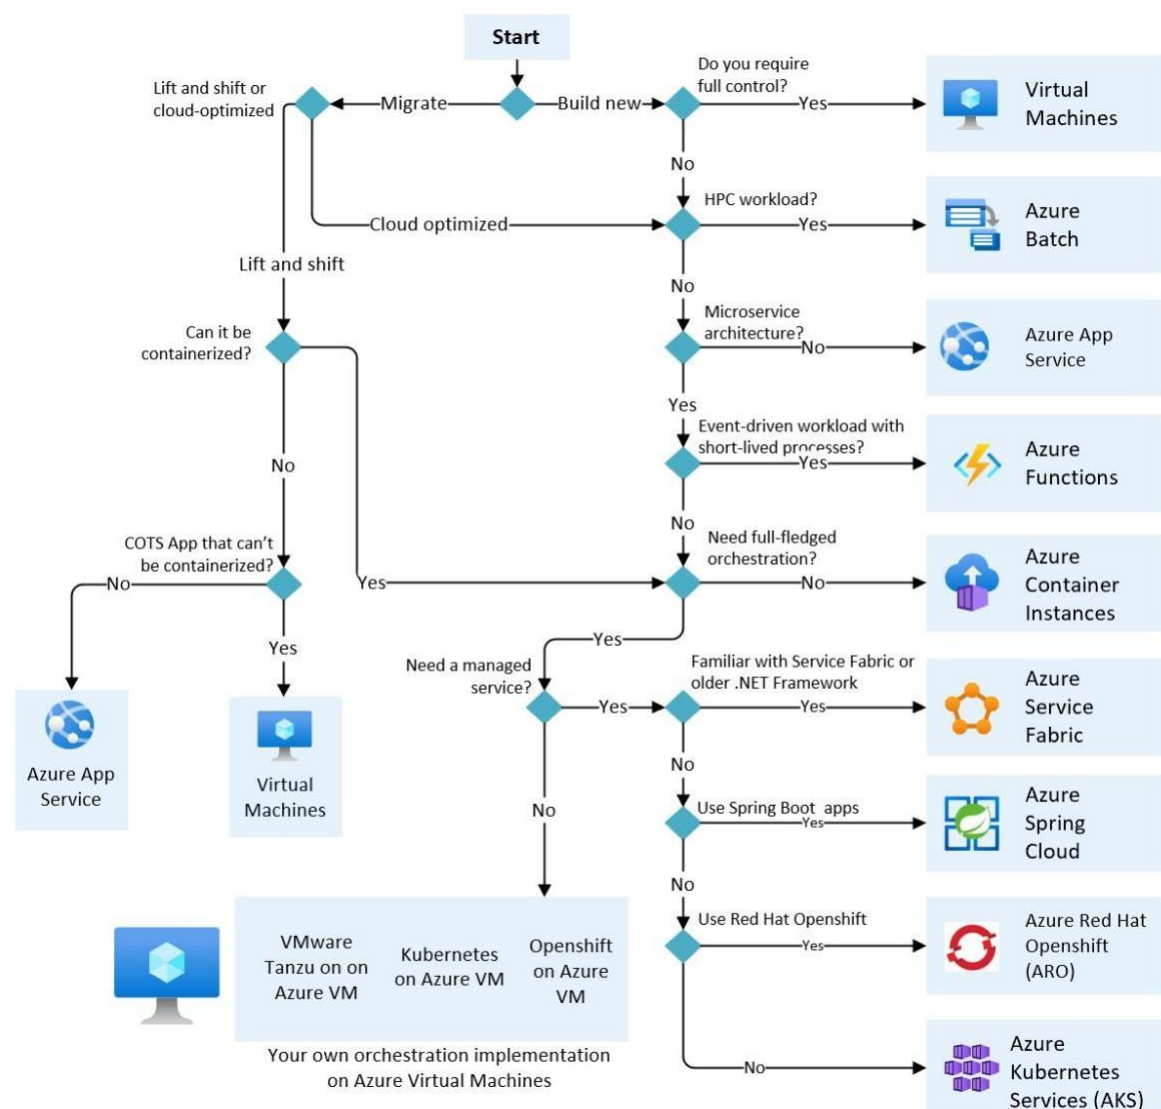 Start
Do you require
full control?
Lift and shift or
cloud-optimized
Migrate
Build new
Yes
Virtual
Machines
No
HPC workload?
Cloud optimized
Yes
Azure
Batch
Lift and shift
No
Microservice
architecture?
Can it be
containerized?
No
Azure App
Service
Yes
Event-driven workload with
short-lived processes?
Yes
Azure
Functions
No
No
COTS App that can't
be containerized?
Need full-fledged
orchestration?
No
Yes
No
Azure
Container
Instances
Yes
Yes
Need a managed
service?
Familiar with Service Fabric or
older .NET Framework
Yes
Yes
Azure
Service
Fabric
Azure App
Service
Virtual
Machines
No
No
Use Spring Boot apps
Yes
Azure
Spring
Cloud
No
Use Red Hat Openshift
Yes
Azure Red Hat
Openshift
(ARO)
VMware
Tanzu on on
Azure VM
Kubernetes
on Azure VM
Openshift
on Azure
VM
Your own orchestration implementation
on Azure Virtual Machines
No
Azure
Kubernetes
Services (AKS)